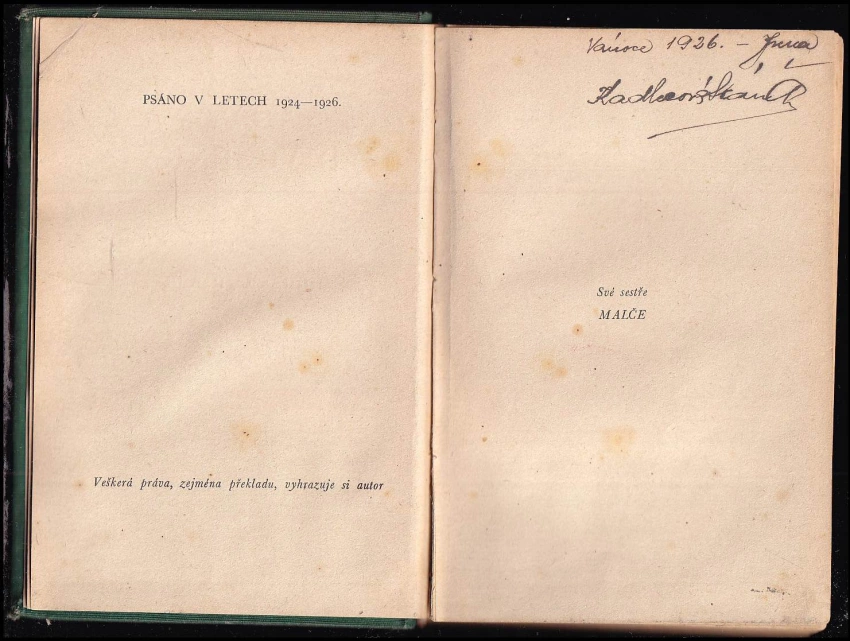 PSÁNO V LETECH 1924—1926.
Veškerá práva, zejména překladu, vyhrazuje si autor
Vánoce 1926. —
Své sestře
MALČE